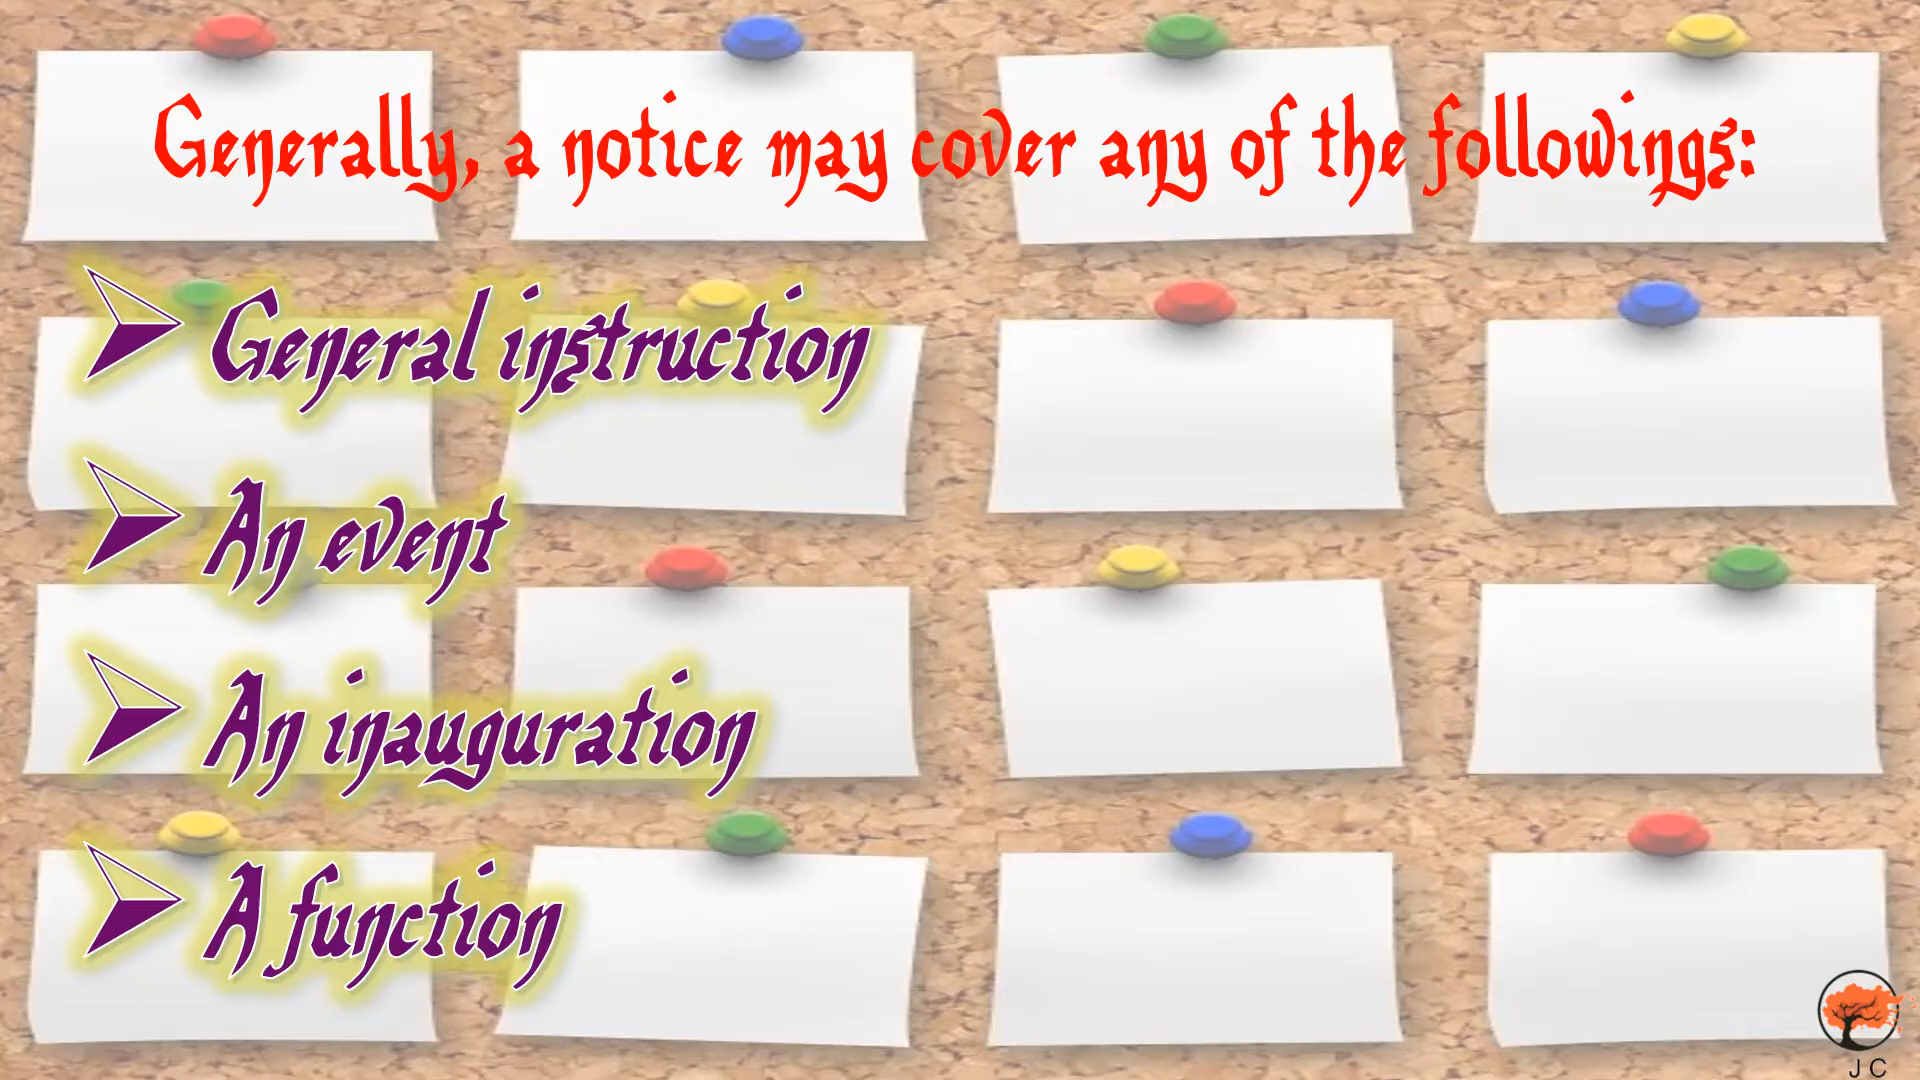 Generally, a notice may cover any of the followings:
General instruction
An event
An inauguration
A function
J C